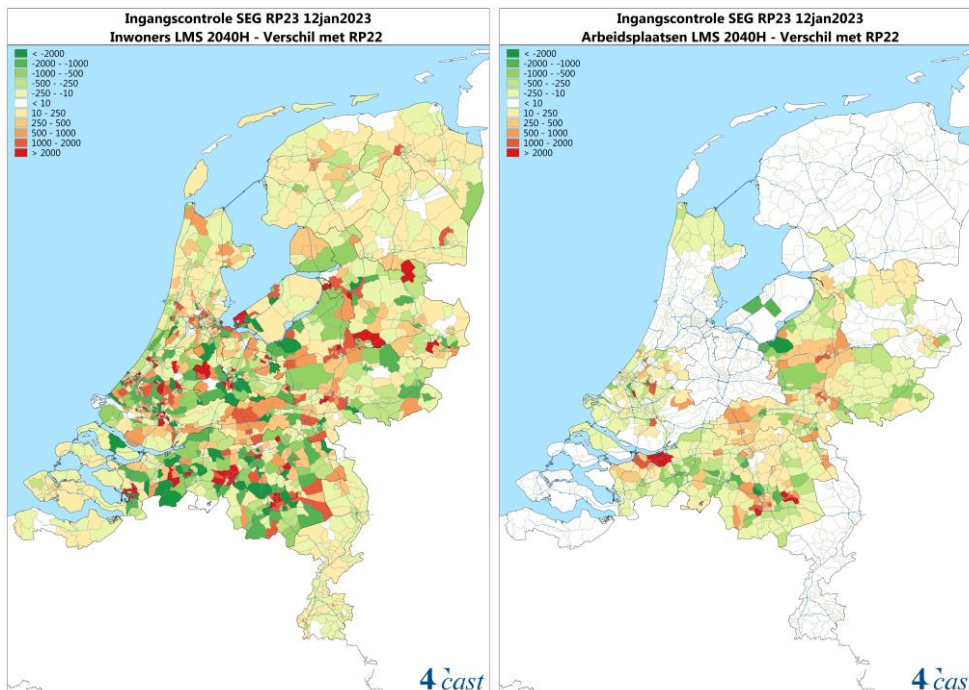 Ingangscontrole SEG RP23 12jan2023
Inwoners LMS 2040H - Verschil met RP22
< -2000
-2000 - -1000
-1000 - -500
-500 - -250
-250 - -10
< 10
10 - 250
250 - 500
500 - 1000
1000 - 2000
> 2000
4cast
Ingangscontrole SEG RP23 12jan2023
Arbeidsplaatsen LMS 2040H - Verschil met RP22
< -2000
-2000 - -1000
-1000 - -500
-500 - -250
-250 - -10
< 10
10 - 250
250 - 500
500 - 1000
1000 - 2000
> 2000
4cast